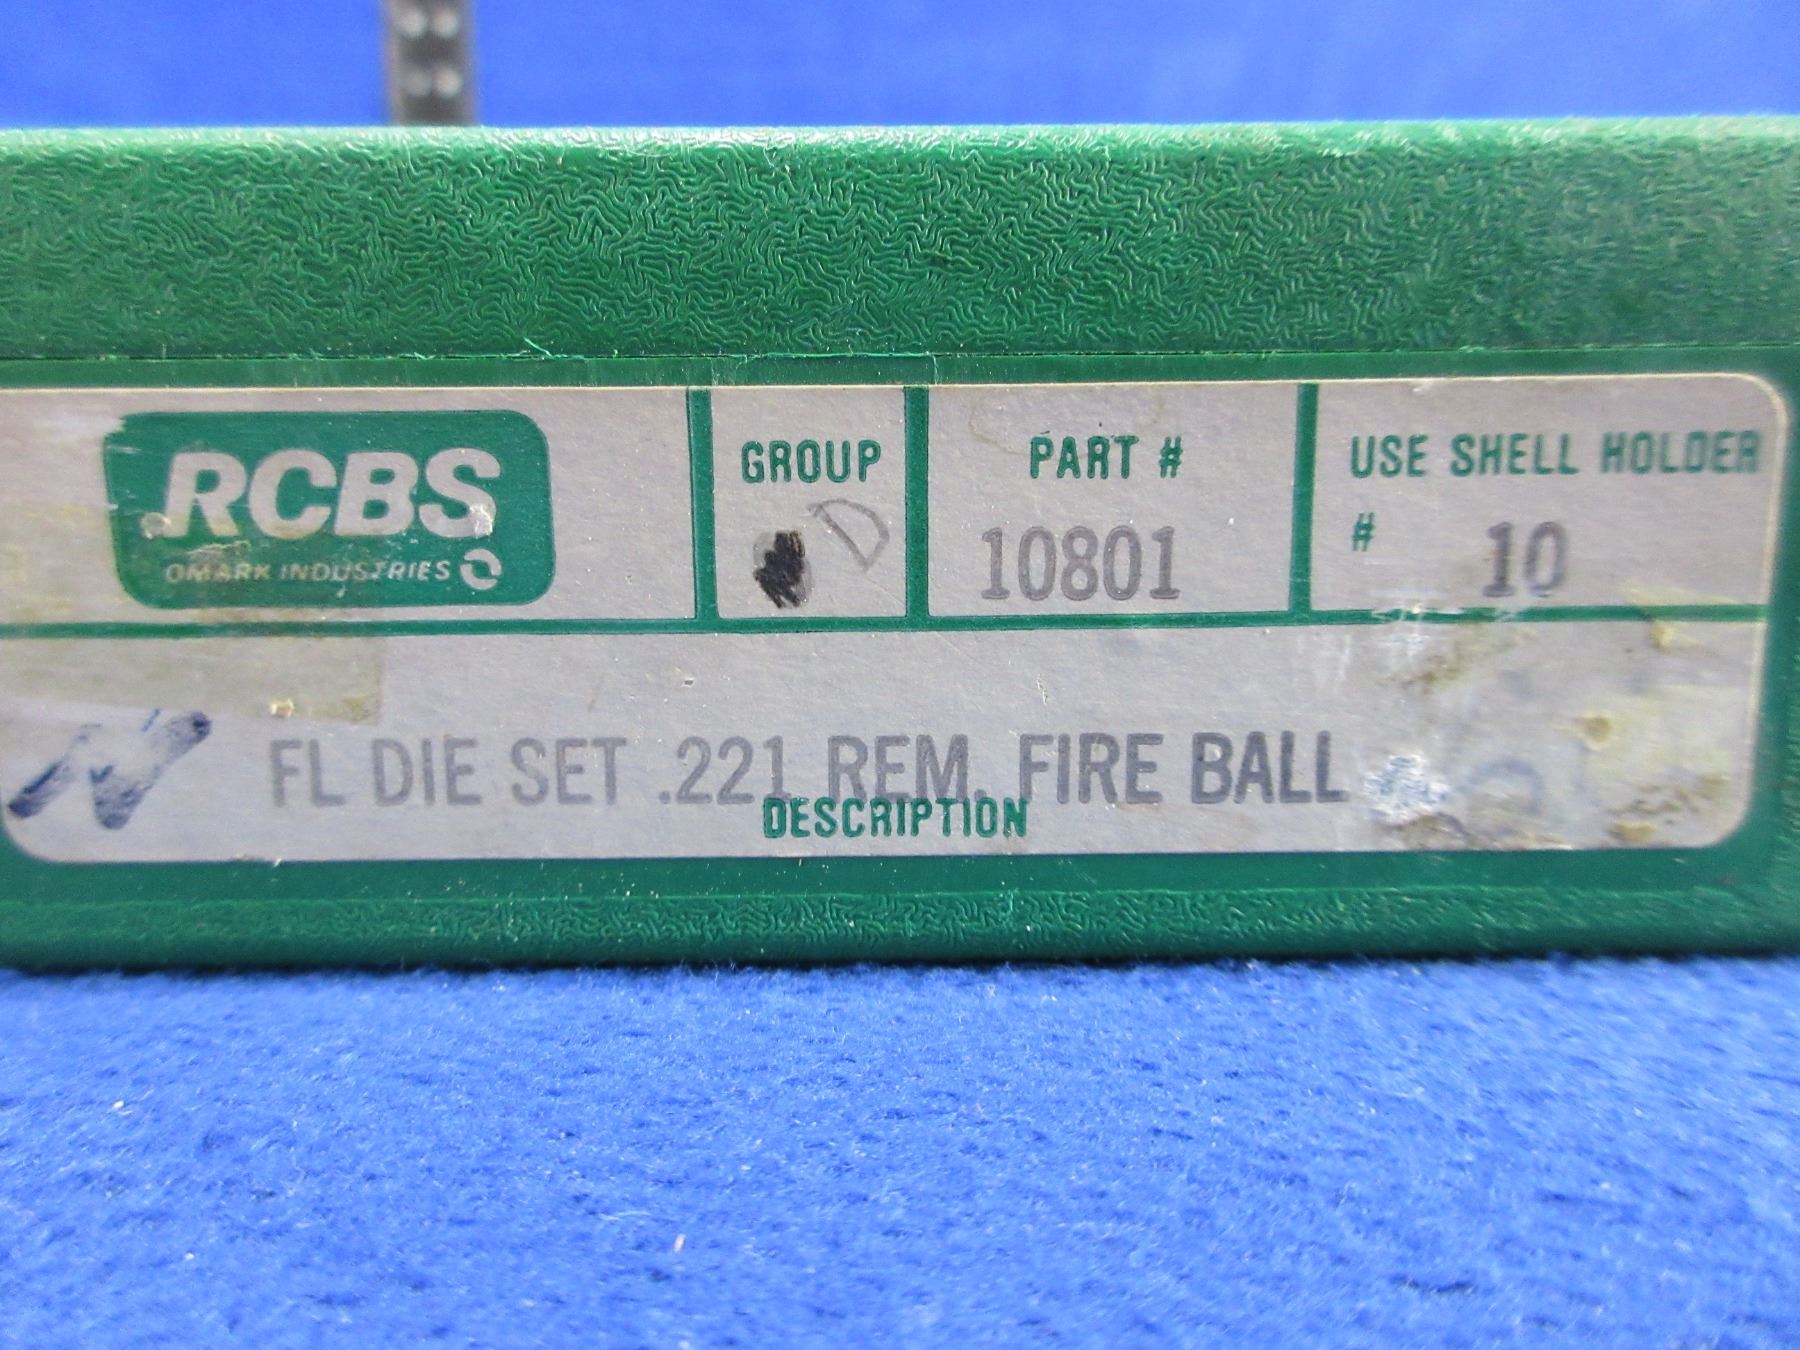 RCBS
OMARK INDUSTRIES
GROUP
D
PART #
10801
USE SHELL HOLDER
# 10
N
FL DIE SET .221 REM. FIRE BALL
DESCRIPTION